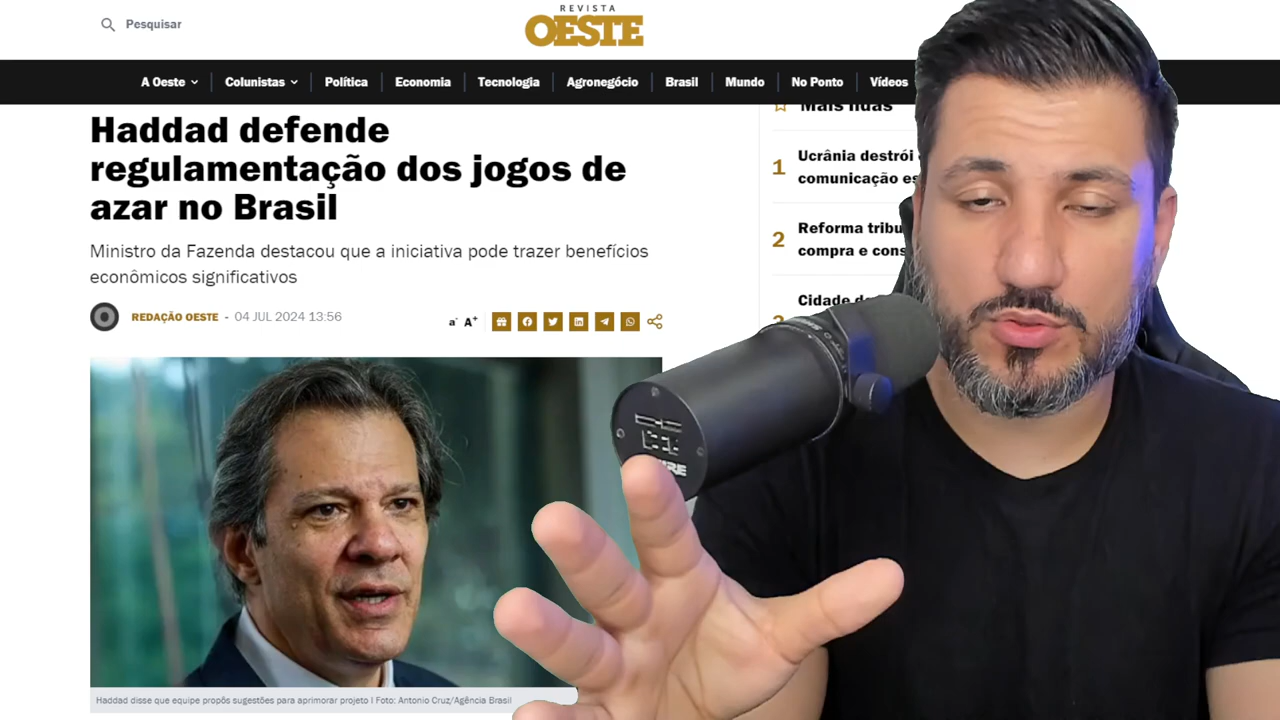 Pesquisar
REVISTA
OESTE
A Oeste
Colunistas
Política
Economia
Tecnologia
Agronegócio
Brasil
Mundo
No Ponto
Vídeos
Haddad defende
regulamentação dos jogos de
azar no Brasil
Ministro da Fazenda destacou que a iniciativa pode trazer benefícios
econômicos significativos
REDAÇÃO OESTE - 04 JUL 2024 13:56
a- A+
Haddad disse que equipe propôs sugestões para aprimorar projeto | Foto: Antonio Cruz/Agência Brasil
Mais lidas
1
Ucrânia destrói
comunicação es
2
Reforma tribu
compra e cons
Cidade